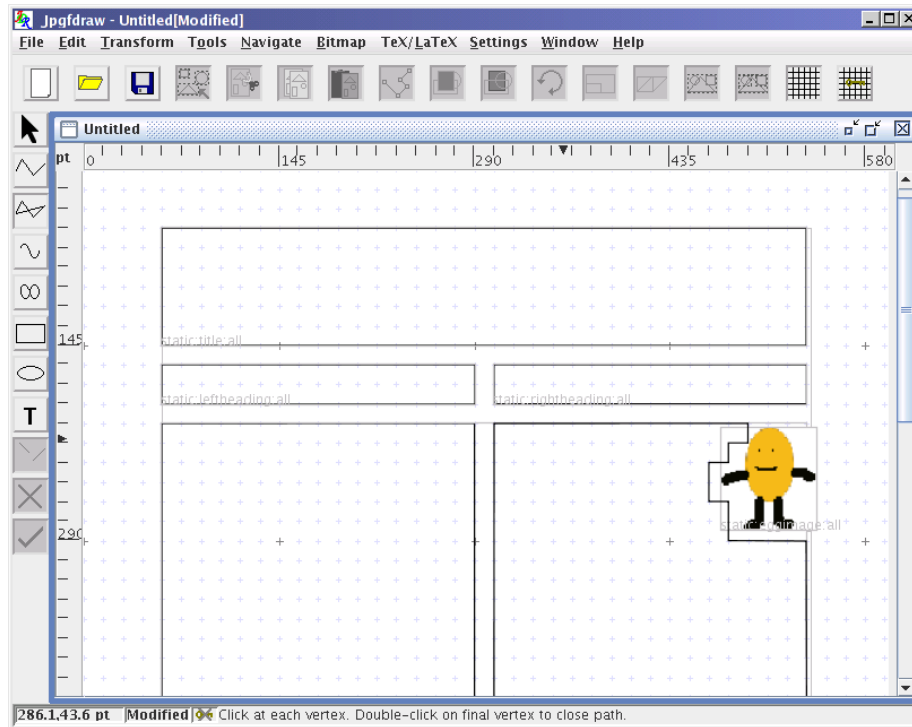 Jpgfdraw - Untitled[Modified]
File Edit Transform Tools Navigate Bitmap TeX/LaTeX Settings Window Help
Untitled
pt 0 145 290 435 580
static:title:all
145
static:leftheading:all static:rightheading:all
T
static:eggimage:all
290
286.1,43.6 pt Modified Click at each vertex. Double-click on final vertex to close path.